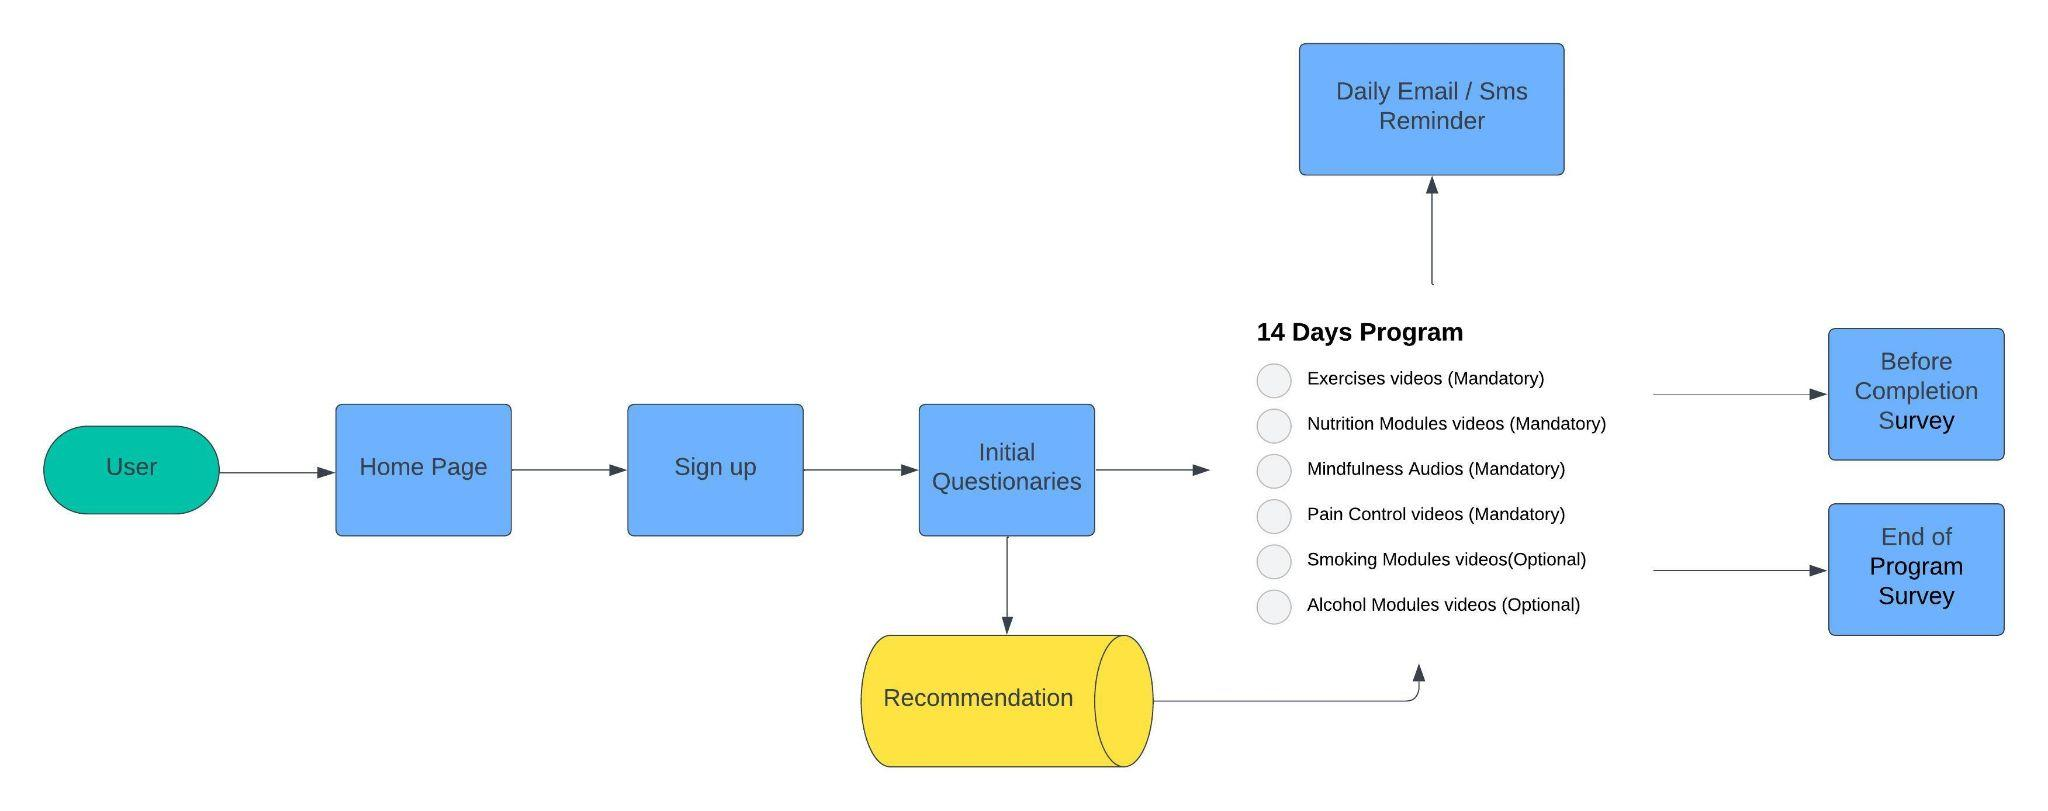 Daily Email / Sms
Reminder
14 Days Program
Exercises videos (Mandatory)
Nutrition Modules videos (Mandatory)
Mindfulness Audios (Mandatory)
Pain Control videos (Mandatory)
Smoking Modules videos(Optional)
Alcohol Modules videos (Optional)
User
Home Page
Sign up
Initial
Questionaries
Recommendation
Before
Completion
Survey
End of
Program
Survey